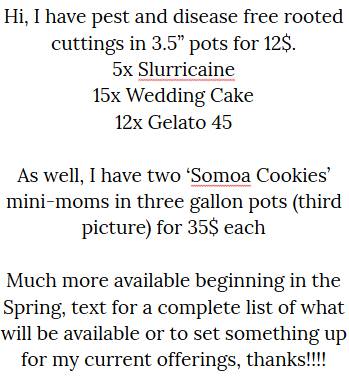 Hi, I have pest and disease free rooted
cuttings in 3.5” pots for 12$.
5x Slurricaine
15x Wedding Cake
12x Gelato 45
As well, I have two ‘Somoa Cookies’
mini-moms in three gallon pots (third
picture) for 35$ each
Much more available beginning in the
Spring, text for a complete list of what
will be available or to set something up
for my current offerings, thanks!!!!